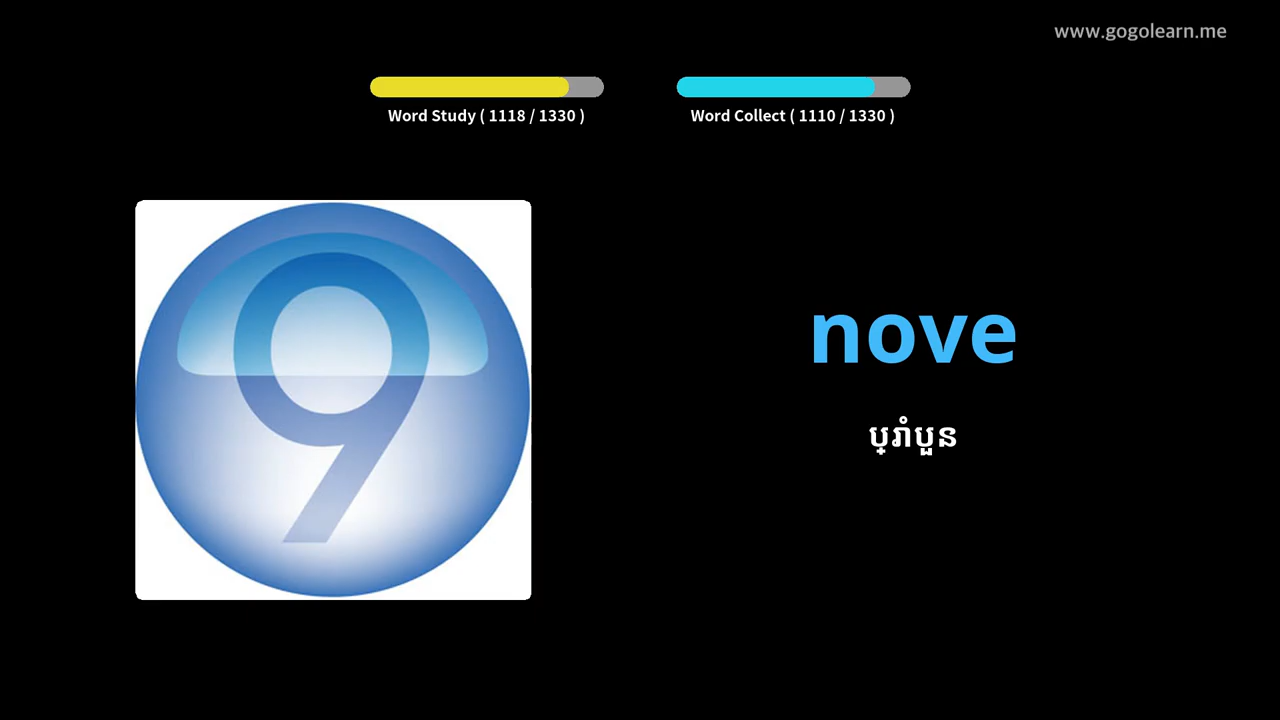 www.gogolearn.me
Word Study ( 1118 / 1330 )
Word Collect ( 1110 / 1330 )
9
nove
ប្រាំបួន